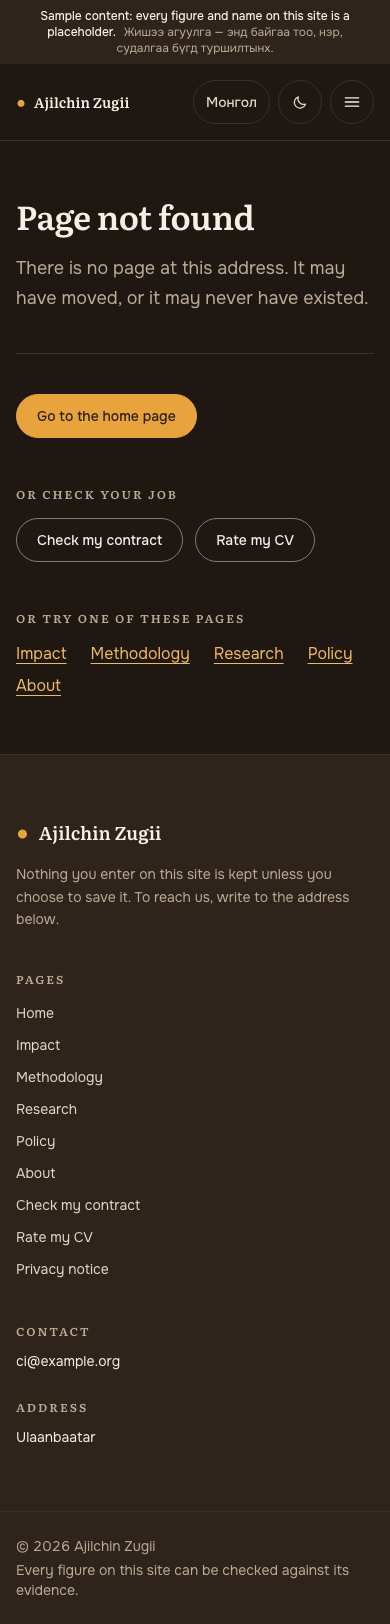 Sample content: every figure and name on this site is a
placeholder. Жишээ агуулга — энд байгаа тоо, нэр,
судалгаа бүгд туршилтынх.
Ajilchin Zugii
Монгол
Page not found
There is no page at this address. It may
have moved, or it may never have existed.
Go to the home page
OR CHECK YOUR JOB
Check my contract
Rate my CV
OR TRY ONE OF THESE PAGES
Impact Methodology Research Policy
About
Ajilchin Zugii
Nothing you enter on this site is kept unless you
choose to save it. To reach us, write to the address
below.
PAGES
Home
Impact
Methodology
Research
Policy
About
Check my contract
Rate my CV
Privacy notice
CONTACT
ci@example.org
ADDRESS
Ulaanbaatar
© 2026 Ajilchin Zugii
Every figure on this site can be checked against its
evidence.